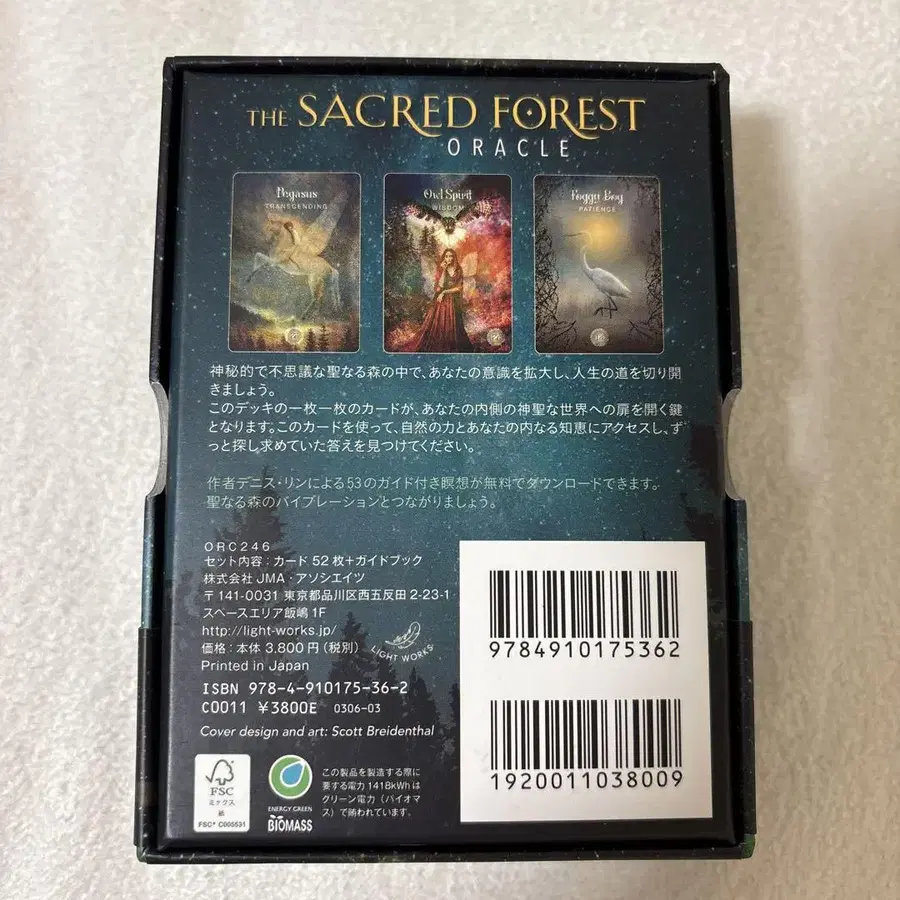 THE SACRED FOREST
ORACLE
Pegasus
TRANSCENDING
Owl Spirit
WISDOM
Foggy Bog
PATIENCE
神秘的で不思議な聖なる森の中で、あなたの意識を拡大し、人生の道を切り開
きましょう。
このデッキの一枚一枚のカードが、あなたの内側の神聖な世界への扉を開く鍵
となります。このカードを使って、自然の力とあなたの内なる知恵にアクセスし、ず
っと探し求めていた答えを見つけてください。
作者デニス・リンによる53のガイド付き瞑想が無料でダウンロードできます。
聖なる森のバイブレーションとつながりましょう。
ORC246
セット内容：カード 52枚+ガイドブック
株式会社 JMA・アソシエイツ
〒141-0031 東京都品川区西五反田 2-23-1
スペースエリア飯嶋 1F
http://light-works.jp/
価格：本体 3,800円（税別）
LIGHT WORKS
Printed in Japan
ISBN 978-4-910175-36-2
C0011 ¥3800E 0306-03
Cover design and art: Scott Breidenthal
9784910175362
1920011038009
FSC
ミックス
紙
FSC® C005531
ENERGY GREEN
BIOMASS
この製品を製造する際に
要する電力 1418kWh は
グリーン電力（バイオマ
ス）で賄われています。